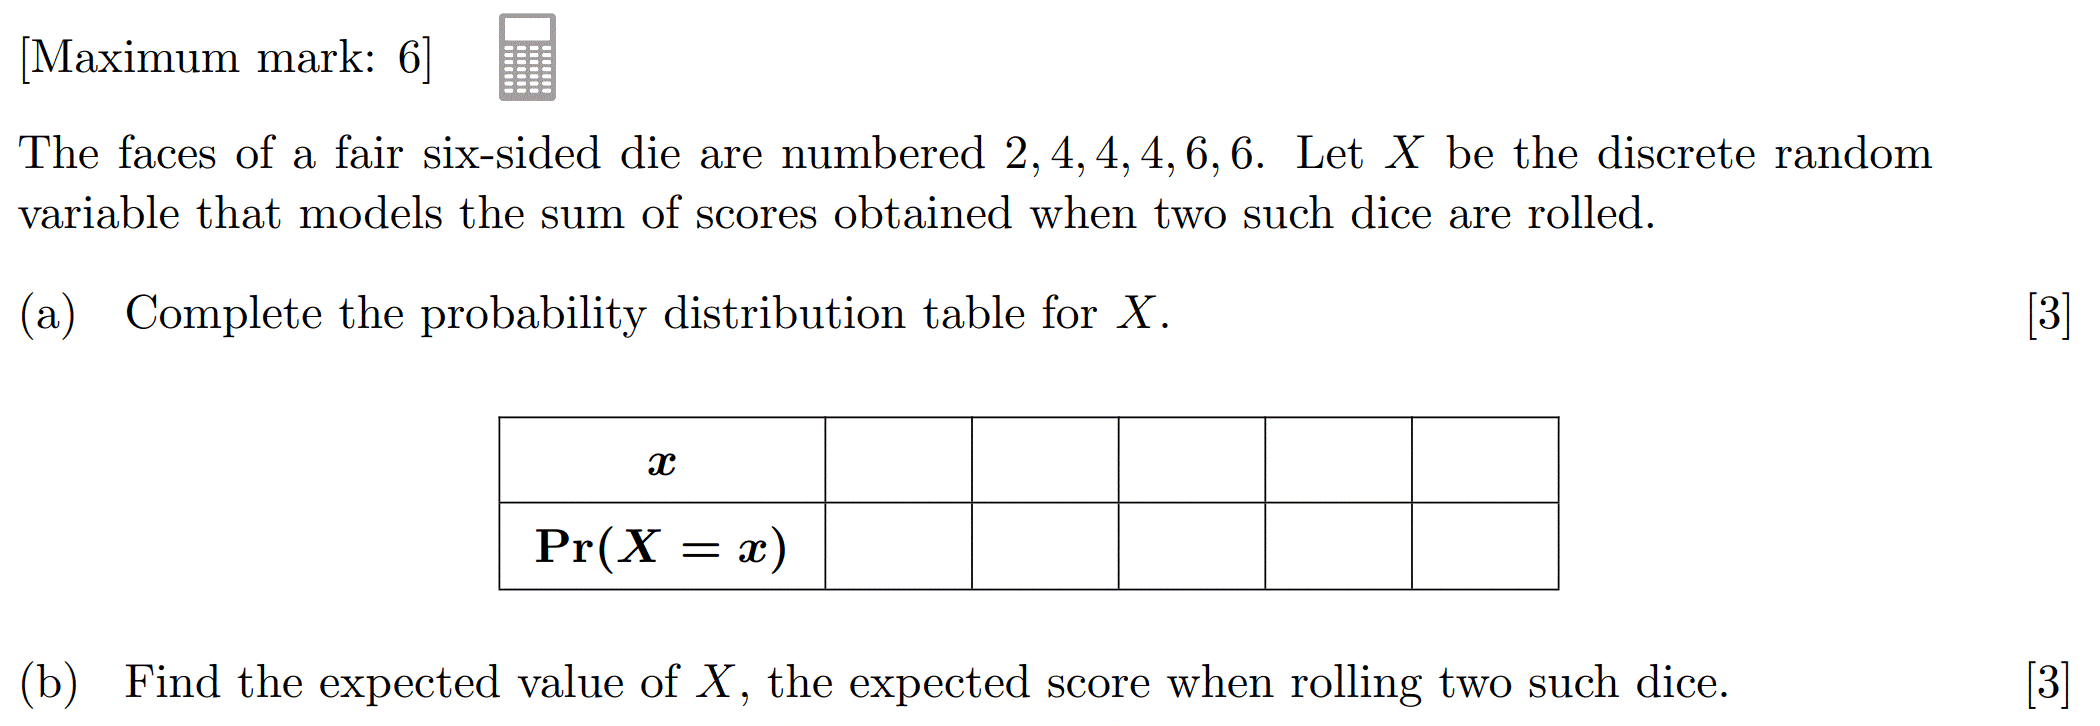 [Maximum mark: 6]
The faces of a fair six-sided die are numbered 2, 4, 4, 4, 6, 6. Let X be the discrete random
variable that models the sum of scores obtained when two such dice are rolled.
(a) Complete the probability distribution table for X. [3]
x
Pr(X = x)
(b) Find the expected value of X, the expected score when rolling two such dice. [3]